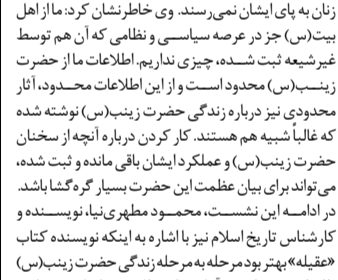 زنان به پای ایشان نمی‌رسند. وی خاطرنشان کرد: ما از اهل
بیت(س) جز در عرصه سیاسی و نظامی که آن هم توسط
غیرشیعه ثبت شده، چیزی نداریم. اطلاعات ما از حضرت
زینب(س) محدود است و از این اطلاعات محدود، آثار
محدودی نیز درباره زندگی حضرت زینب(س) نوشته شده
که غالباً شبیه هم هستند. کار کردن درباره آنچه از سخنان
حضرت زینب(س) و عملکرد ایشان باقی مانده و ثبت شده،
می‌تواند برای بیان عظمت این حضرت بسیار گره‌گشا باشد.
در ادامه این نشست، محمود مطهری‌نیا، نویسنده و
کارشناس تاریخ اسلام نیز با اشاره به اینکه نویسنده کتاب
«عقیله» بهتر بود مرحله به مرحله زندگی حضرت زینب(س)